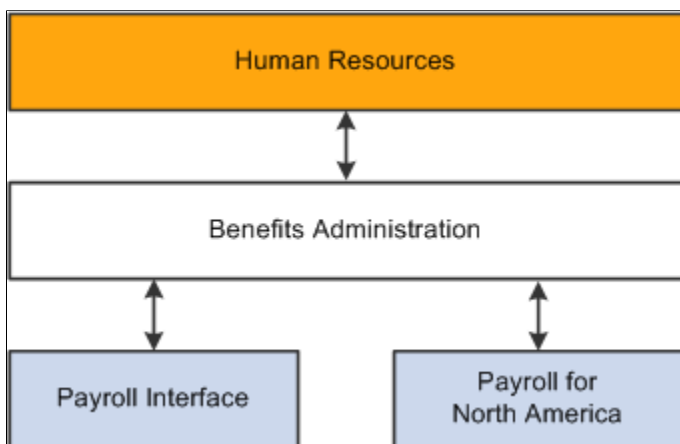 Human Resources
Benefits Administration
Payroll Interface
Payroll for
North America